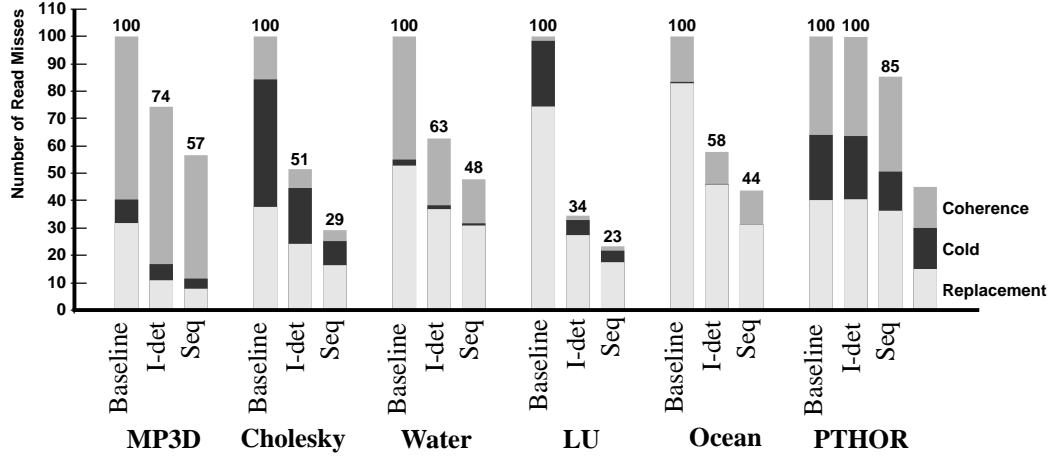 Number of Read Misses
110
100
90
80
70
60
50
40
30
20
10
0
100
74
57
100
51
29
100
63
48
100
34
23
100
58
44
100
100
85
Coherence
Cold
Replacement
Baseline
I-det
Seq
Baseline
I-det
Seq
Baseline
I-det
Seq
Baseline
I-det
Seq
Baseline
I-det
Seq
Baseline
I-det
Seq
MP3D
Cholesky
Water
LU
Ocean
PTHOR